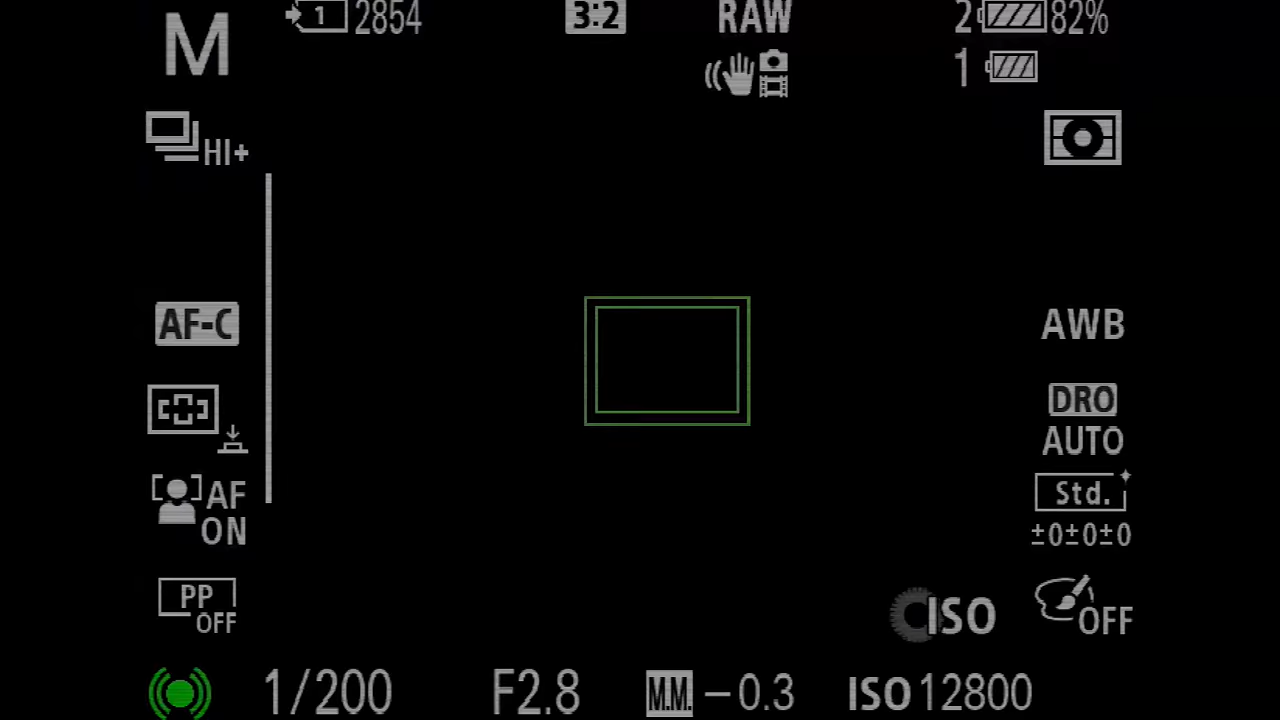 M
1 2854
3:2
RAW
2 82%
1
HI+
AF-C
AWB
DRO
AUTO
AF
ON
Std.
±0±0±0
PP
OFF
ISO
OFF
1/200 F2.8 M.M. −0.3 ISO 12800